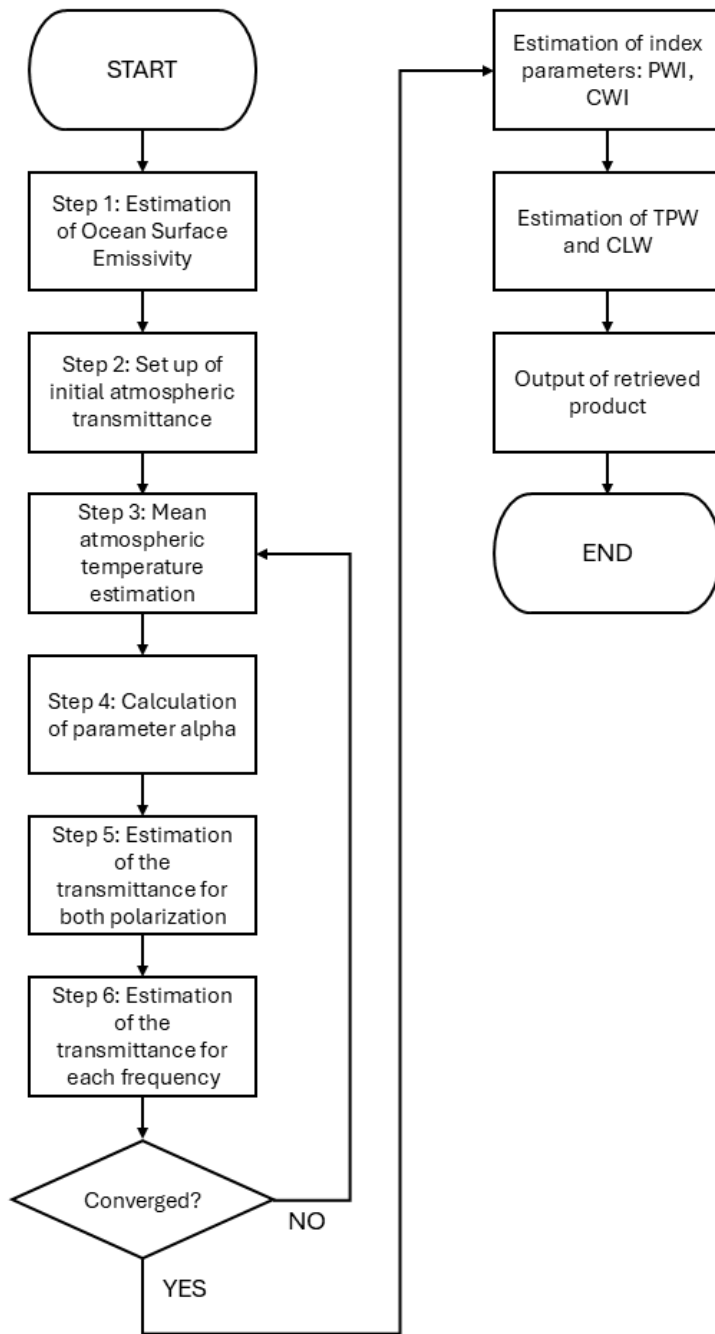 START
Step 1: Estimation
of Ocean Surface
Emissivity
Step 2: Set up of
initial atmospheric
transmittance
Step 3: Mean
atmospheric
temperature
estimation
Step 4: Calculation
of parameter alpha
Step 5: Estimation
of the
transmittance for
both polarization
Step 6: Estimation
of the
transmittance for
each frequency
Converged?
NO
YES
Estimation of index
parameters: PWI,
CWI
Estimation of TPW
and CLW
Output of retrieved
product
END